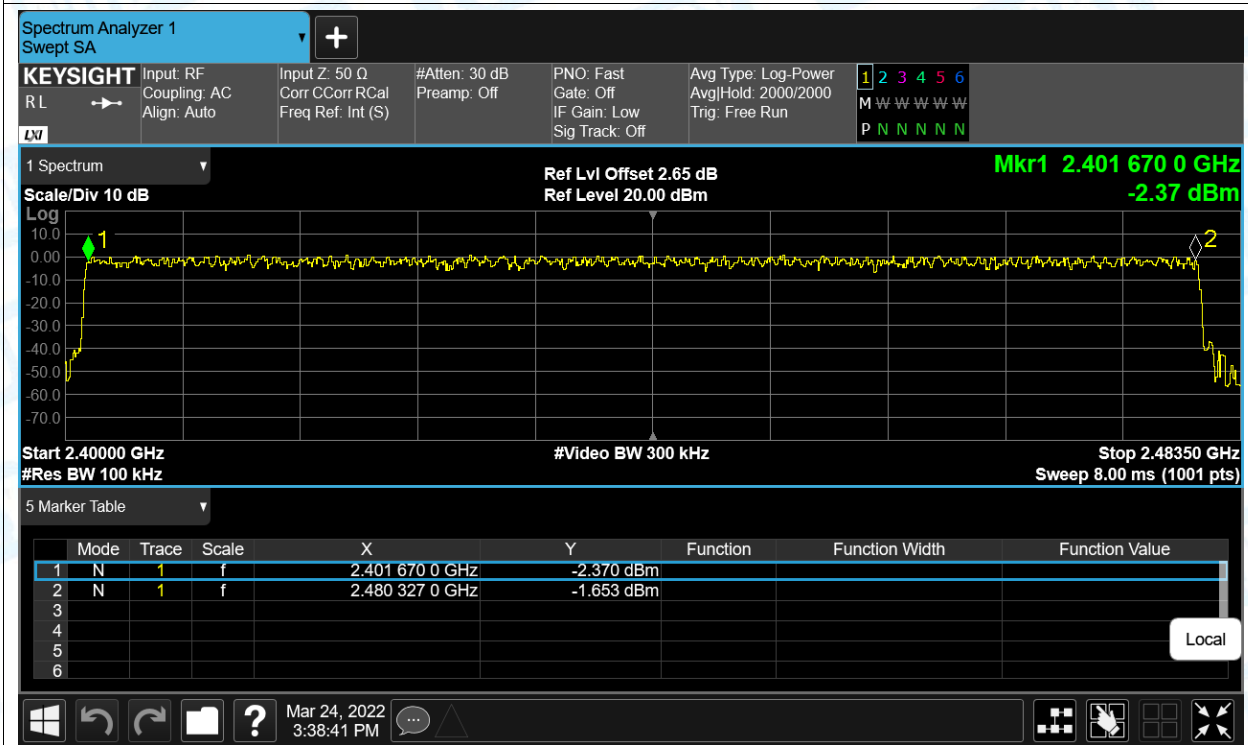 Spectrum Analyzer 1
Swept SA
KEYSIGHT
RL
LXI
Input: RF
Coupling: AC
Align: Auto
Input Z: 50 Ω
Corr CCorr RCal
Freq Ref: Int (S)
#Atten: 30 dB
Preamp: Off
PNO: Fast
Gate: Off
IF Gain: Low
Sig Track: Off
Avg Type: Log-Power
Avg|Hold: 2000/2000
Trig: Free Run
1 2 3 4 5 6
M W W W W W
P N N N N N
1 Spectrum
Scale/Div 10 dB
Ref Lvl Offset 2.65 dB
Ref Level 20.00 dBm
Mkr1 2.401 670 0 GHz
-2.37 dBm
Log
10.0
0.00
-10.0
-20.0
-30.0
-40.0
-50.0
-60.0
-70.0
1
2
Start 2.40000 GHz
#Res BW 100 kHz
#Video BW 300 kHz
Stop 2.48350 GHz
Sweep 8.00 ms (1001 pts)
5 Marker Table
Mode Trace Scale X Y Function Function Width Function Value
1 N 1 f 2.401 670 0 GHz -2.370 dBm
2 N 1 f 2.480 327 0 GHz -1.653 dBm
3
4
5
6
Local
?
Mar 24, 2022
3:38:41 PM